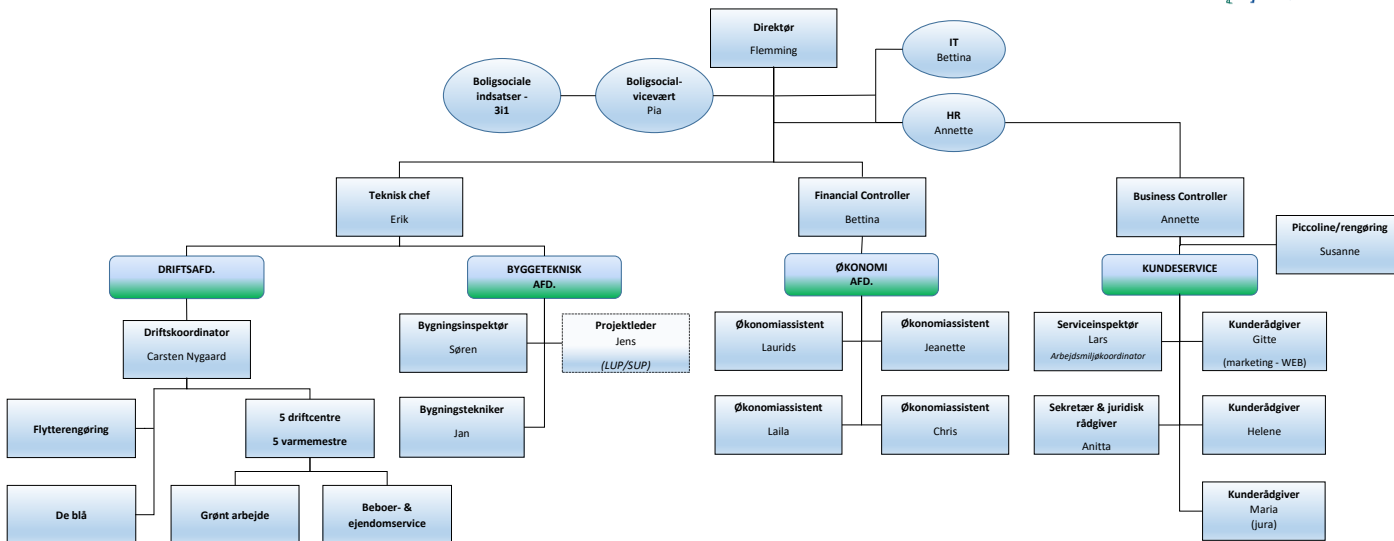 Direktør
Flemming
IT
Bettina
Boligsociale
indsatser -
3i1
Boligsocial-
vicevært
Pia
HR
Annette
Teknisk chef
Erik
Financial Controller
Bettina
Business Controller
Annette
Piccoline/rengøring
Susanne
DRIFTSAFD.
BYGGETEKNISK
AFD.
ØKONOMI
AFD.
KUNDESERVICE
Driftskoordinator
Carsten Nygaard
Bygningsinspektør
Søren
Projektleder
Jens
(LUP/SUP)
Økonomiassistent
Laurids
Økonomiassistent
Jeanette
Serviceinspektør
Lars
Arbejdsmiljøkoordinator
Kunderådgiver
Gitte
(marketing - WEB)
Flytterengøring
5 driftcentre
5 varmemestre
Bygningstekniker
Jan
Økonomiassistent
Laila
Økonomiassistent
Chris
Sekretær & juridisk
rådgiver
Anitta
Kunderådgiver
Helene
De blå
Grønt arbejde
Beboer- &
ejendomservice
Kunderådgiver
Maria
(jura)